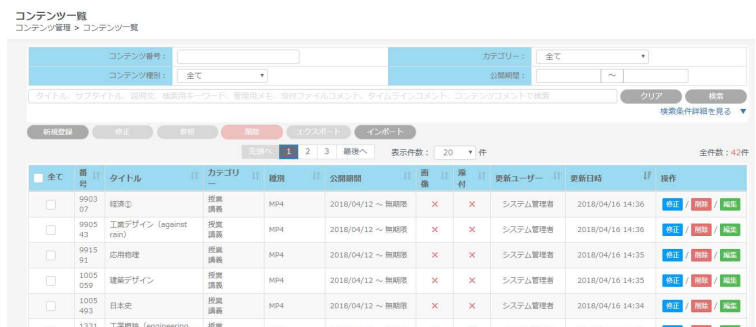 コンテンツ一覧
コンテンツ管理 > コンテンツ一覧
コンテンツ番号：
カテゴリー： 全て
コンテンツ種別： 全て
公開期間： ～
タイトル、サブタイトル、説明文、検索用キーワード、管理用メモ、添付ファイルコメント、タイムラインコメント、コンテンツコメントで検索
クリア 検索
検索条件詳細を見る ▼
新規登録 修正 参照 削除 エクスポート インポート
先頭へ 1 2 3 最後へ 表示件数： 20 件 全件数：42件
全て 番号 タイトル カテゴリー 種別 公開期間 画像 添付 更新ユーザー 更新日時 操作
990307 経済① 授業講義 MP4 2018/04/12 ～ 無期限 × × システム管理者 2018/04/16 14:36 修正 / 削除 / 編集
990543 工業デザイン（against rain） 授業講義 MP4 2018/04/12 ～ 無期限 × × システム管理者 2018/04/16 14:36 修正 / 削除 / 編集
991591 応用物理 授業講義 MP4 2018/04/12 ～ 無期限 × × システム管理者 2018/04/16 14:35 修正 / 削除 / 編集
1005059 建築デザイン 授業講義 MP4 2018/04/12 ～ 無期限 × × システム管理者 2018/04/16 14:35 修正 / 削除 / 編集
1005493 日本史 授業講義 MP4 2018/04/12 ～ 無期限 × × システム管理者 2018/04/16 14:34 修正 / 削除 / 編集